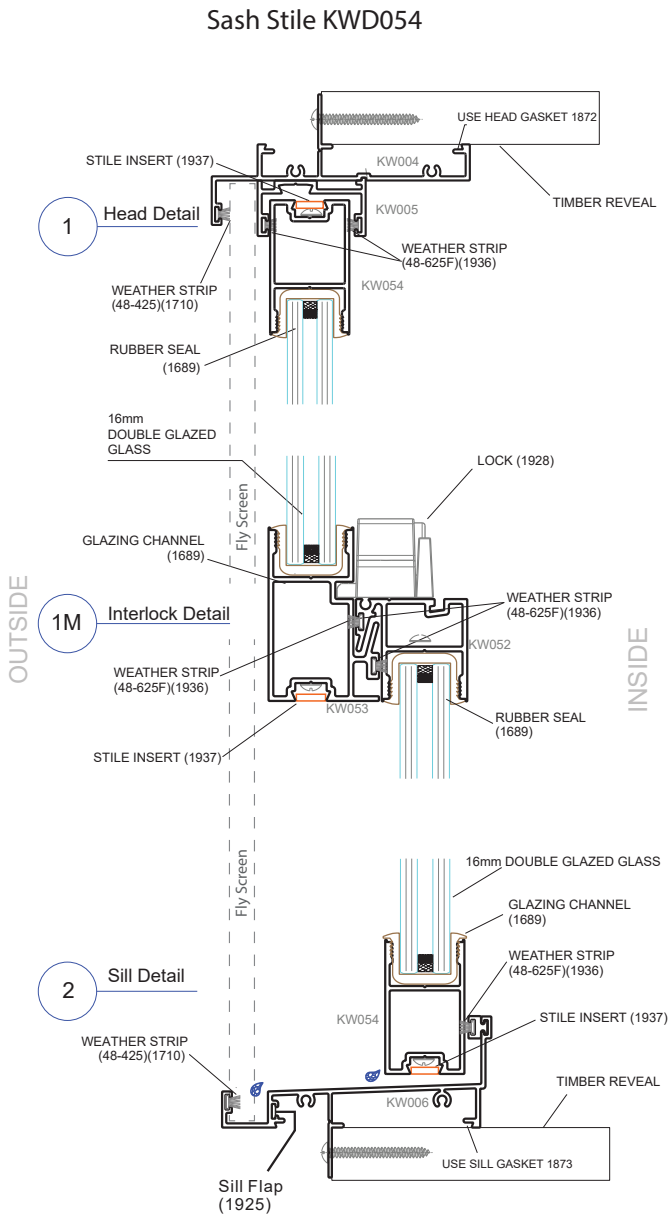 Sash Stile KWD054
USE HEAD GASKET 1872
STILE INSERT (1937)
KW004
TIMBER REVEAL
1
Head Detail
KW005
WEATHER STRIP
(48-625F)(1936)
WEATHER STRIP
(48-425)(1710)
KW054
RUBBER SEAL
(1689)
16mm
DOUBLE GLAZED
GLASS
LOCK (1928)
Fly Screen
GLAZING CHANNEL
(1689)
OUTSIDE
1M
Interlock Detail
WEATHER STRIP
(48-625F)(1936)
KW052
INSIDE
WEATHER STRIP
(48-625F)(1936)
KW053
RUBBER SEAL
(1689)
STILE INSERT (1937)
16mm DOUBLE GLAZED GLASS
Fly Screen
GLAZING CHANNEL
(1689)
WEATHER STRIP
(48-625F)(1936)
2
Sill Detail
KW054
STILE INSERT (1937)
WEATHER STRIP
(48-425)(1710)
TIMBER REVEAL
KW006
USE SILL GASKET 1873
Sill Flap
(1925)